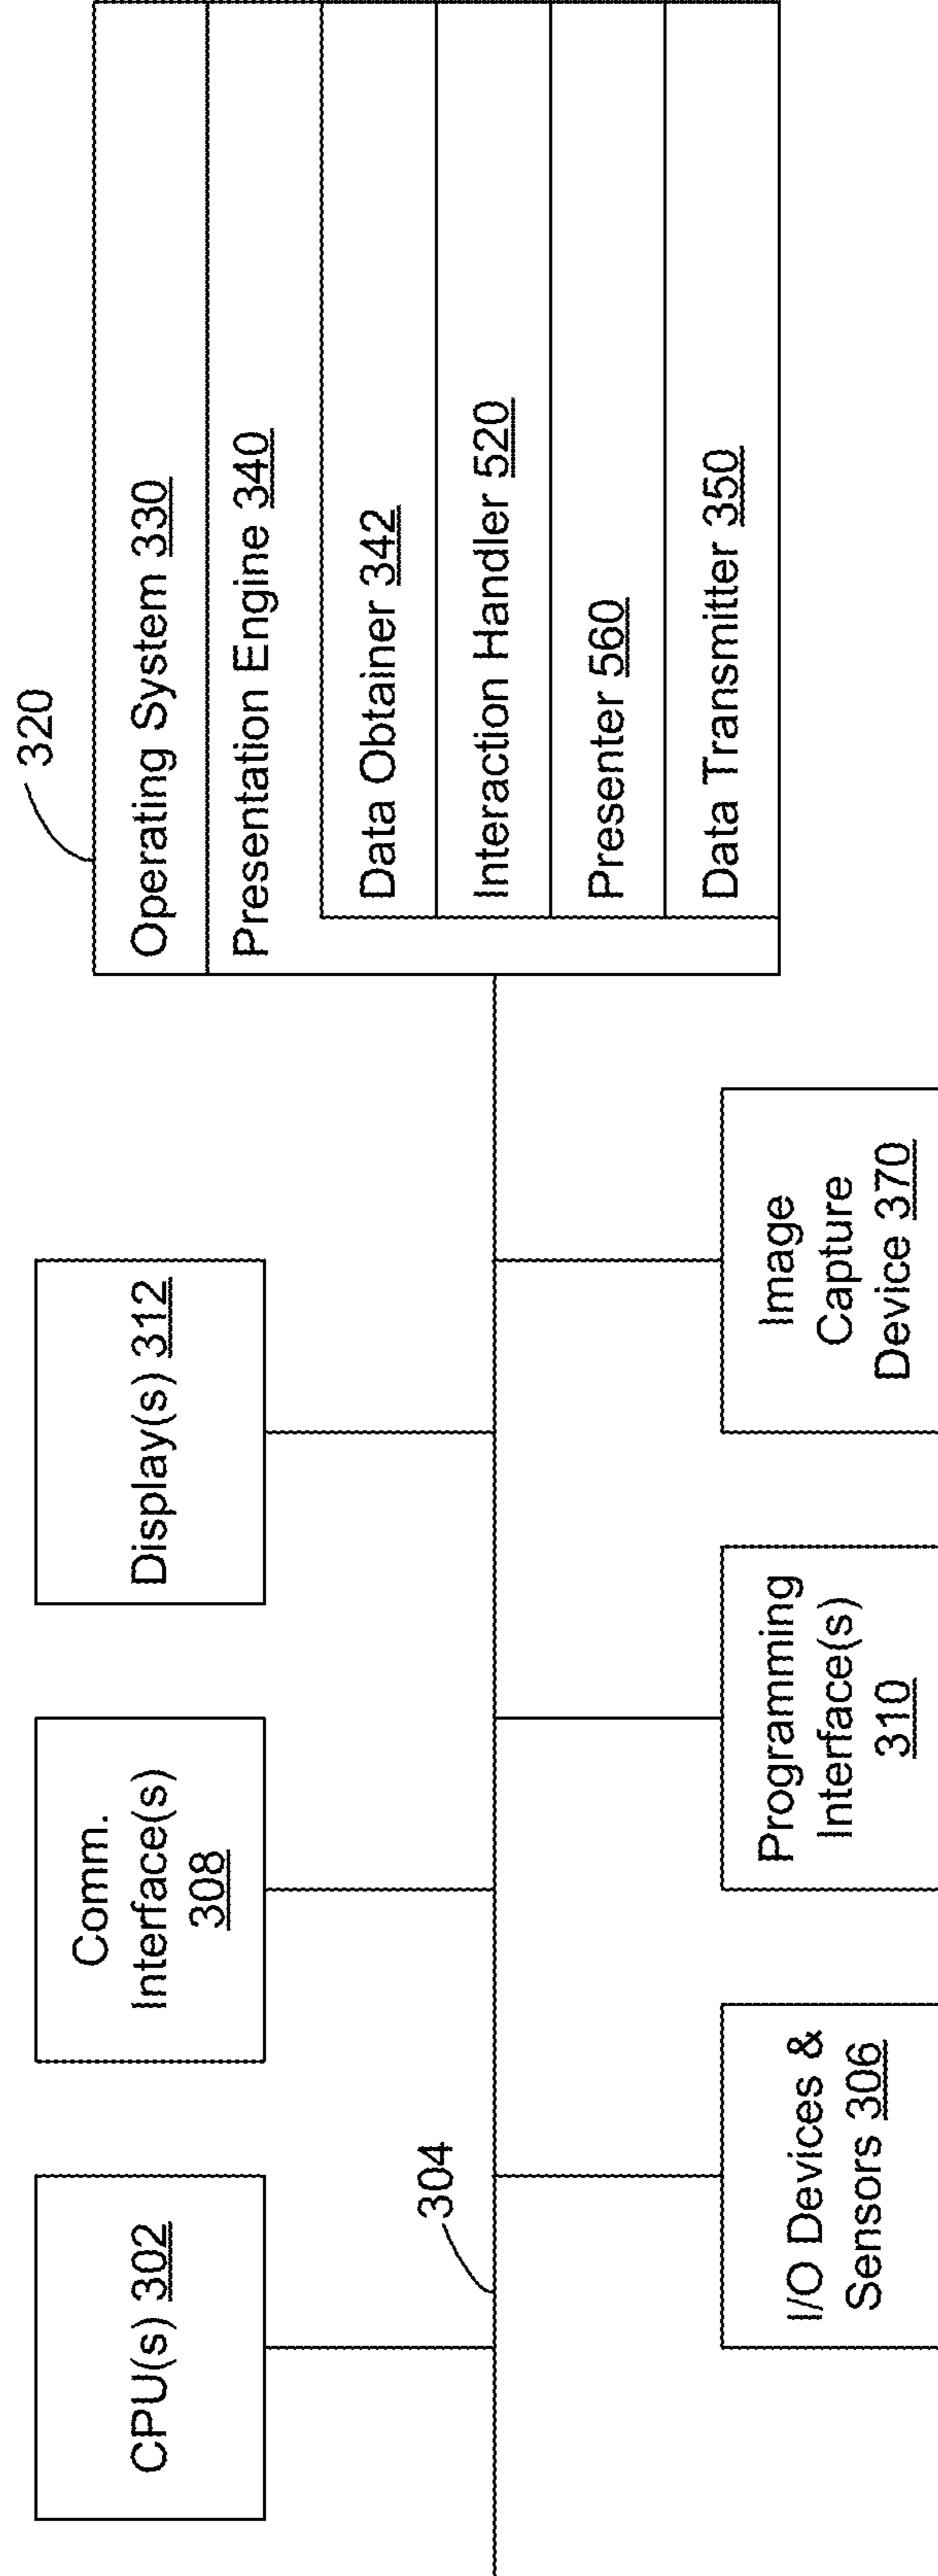 CPU(s) 302
Comm.
Interface(s)
308
Display(s) 312
304
I/O Devices &
Sensors 306
Programming
Interface(s)
310
Image
Capture
Device 370
320
Operating System 330
Presentation Engine 340
Data Obtainer 342
Interaction Handler 520
Presenter 560
Data Transmitter 350